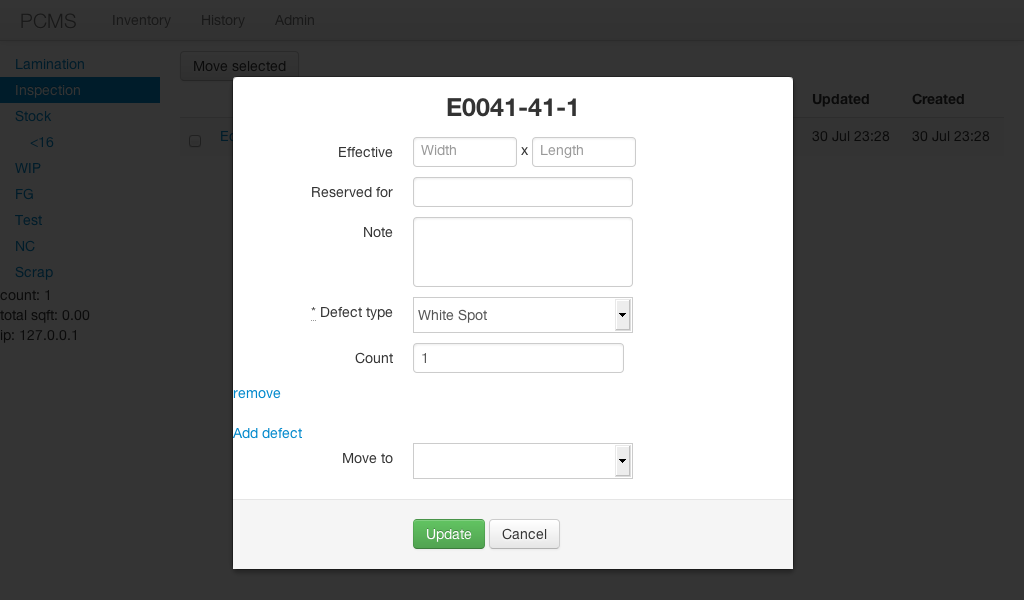 PCMS Inventory History Admin
Lamination
Inspection
Stock
<16
WIP
FG
Test
NC
Scrap
count: 1
total sqft: 0.00
ip: 127.0.0.1
Move selected
Updated Created
30 Jul 23:28 30 Jul 23:28
E0041-41-1
Effective Width x Length
Reserved for
Note
* Defect type White Spot
Count 1
remove
Add defect
Move to
Update Cancel